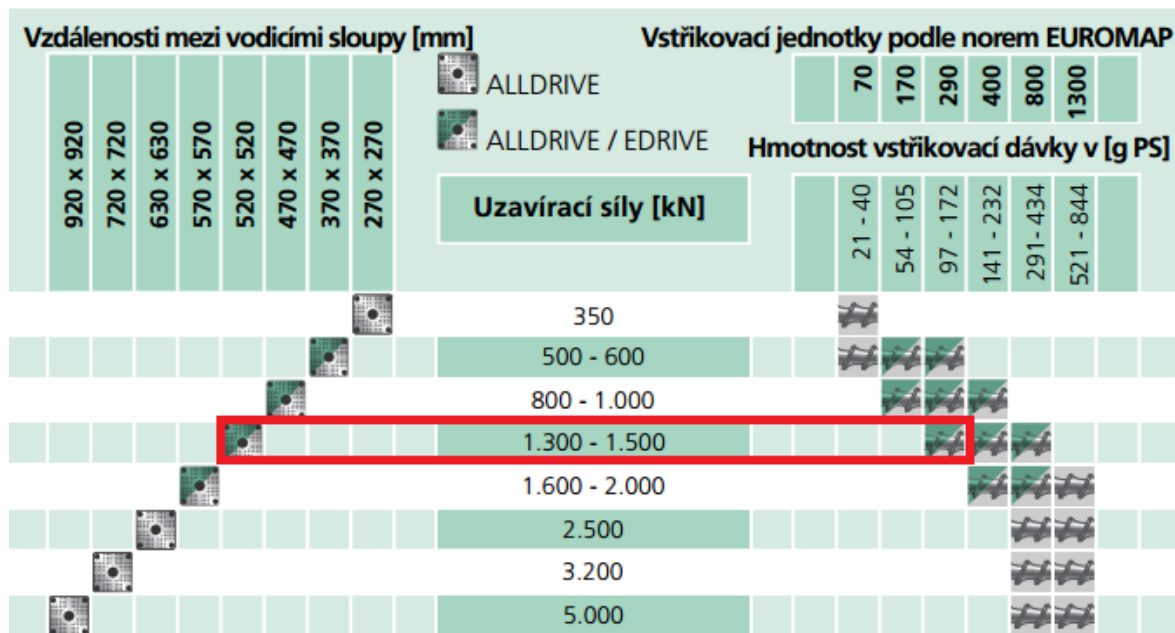 Vzdálenosti mezi vodicími sloupy [mm]
920 x 920
720 x 720
630 x 630
570 x 570
520 x 520
470 x 470
370 x 370
270 x 270
ALLDRIVE
ALLDRIVE / EDRIVE
Uzavírací síly [kN]
Vstřikovací jednotky podle norem EUROMAP
70
170
290
400
800
1300
Hmotnost vstřikovací dávky v [g PS]
21 - 40
54 - 105
97 - 172
141 - 232
291- 434
521 - 844
350
500 - 600
800 - 1.000
1.300 - 1.500
1.600 - 2.000
2.500
3.200
5.000